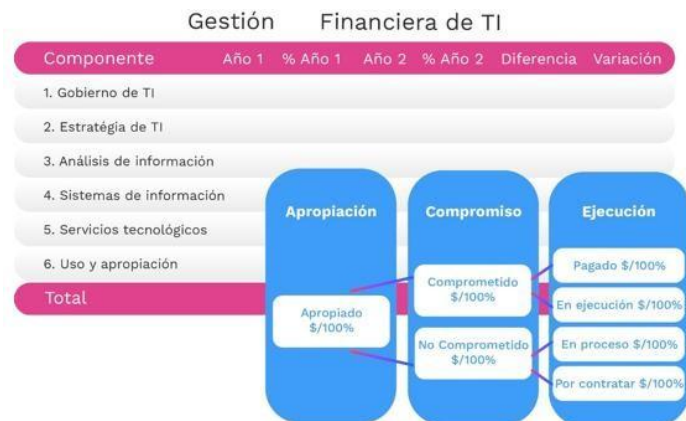 Gestión Financiera de TI
Componente Año 1 % Año 1 Año 2 % Año 2 Diferencia Variación
1. Gobierno de TI
2. Estratégia de TI
3. Análisis de información
4. Sistemas de información
5. Servicios tecnológicos
6. Uso y apropiación
Total
Apropiación
Apropiado
$/100%
Compromiso
Comprometido
$/100%
No Comprometido
$/100%
Ejecución
Pagado $/100%
En ejecución $/100%
En proceso $/100%
Por contratar $/100%